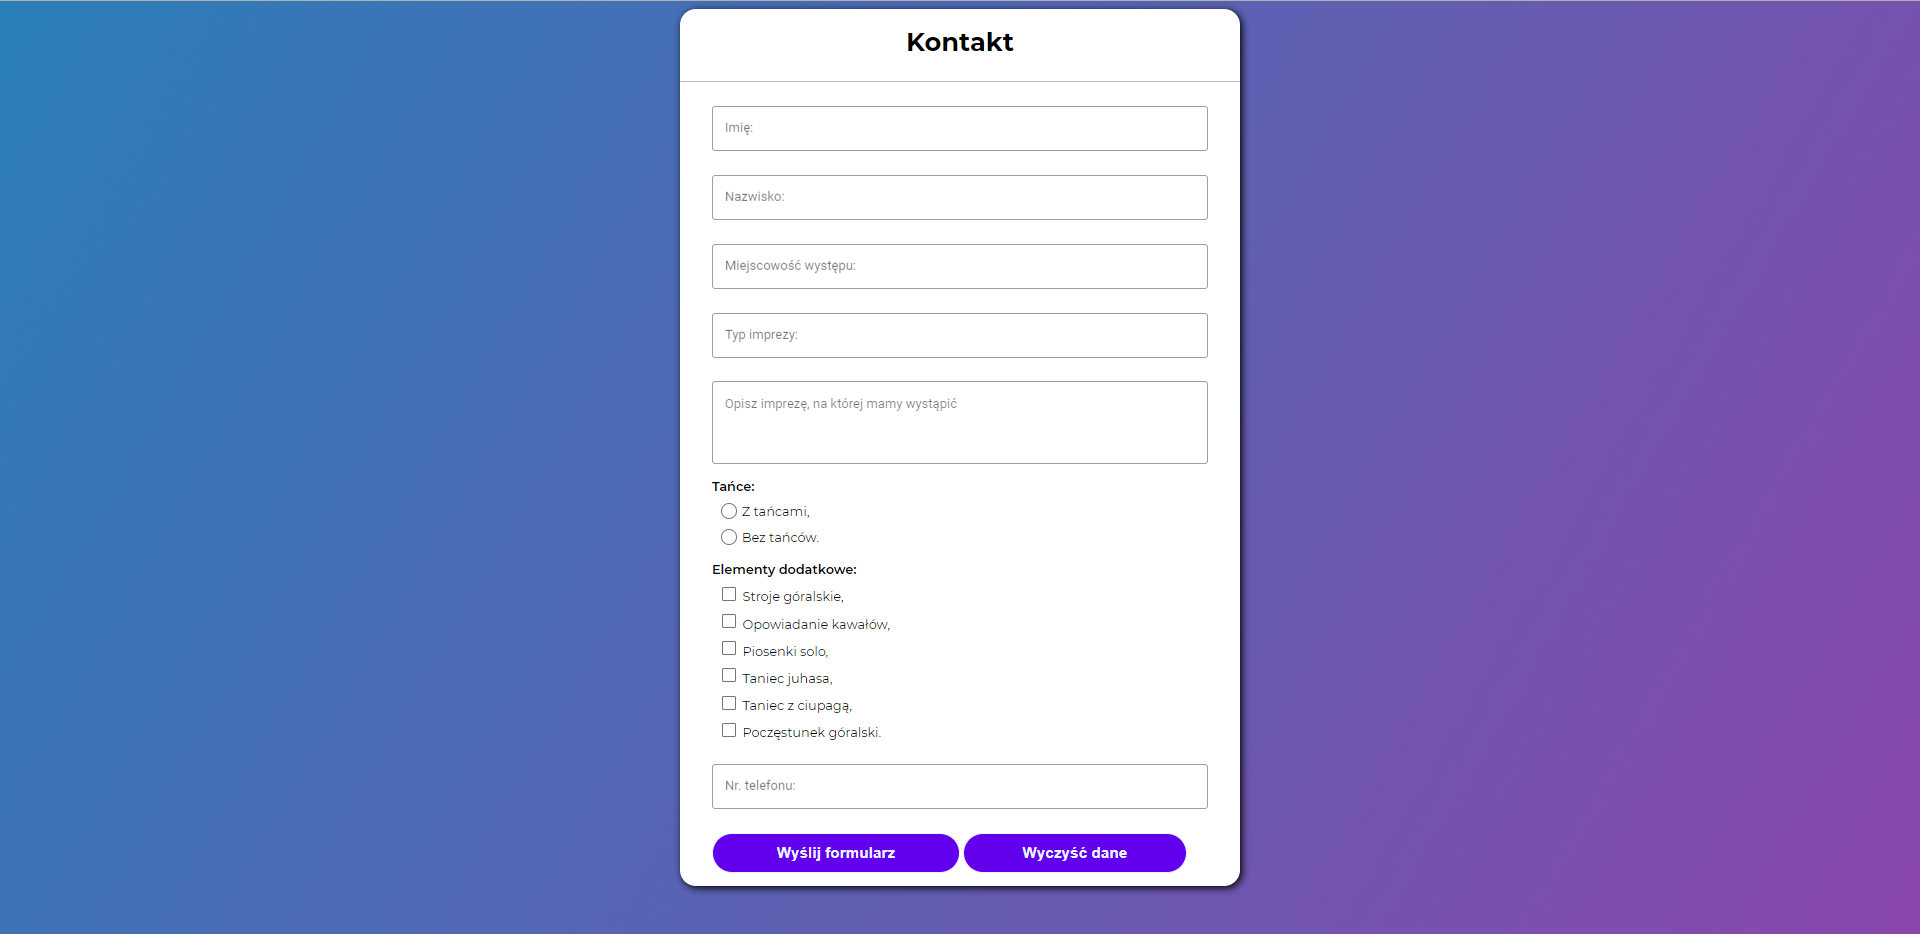 Kontakt
Imię:
Nazwisko:
Miejscowość występu:
Typ imprezy:
Opisz imprezę, na której mamy wystąpić
Tańce:
Z tańcami,
Bez tańców.
Elementy dodatkowe:
Stroje góralskie,
Opowiadanie kawałów,
Piosenki solo,
Taniec juhasa,
Taniec z ciupagą,
Poczęstunek góralski.
Nr. telefonu:
Wyślij formularz Wyczyść dane